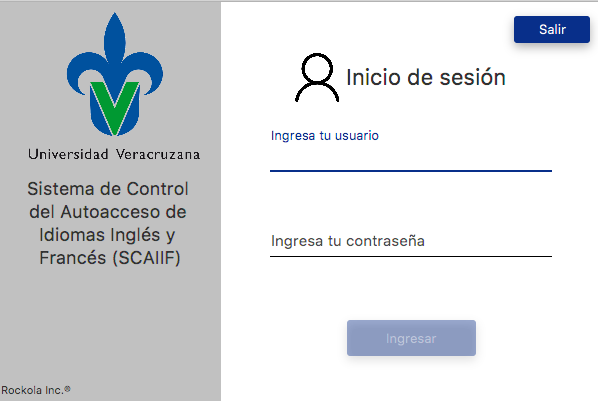 Universidad Veracruzana
Sistema de Control
del Autoacceso de
Idiomas Inglés y
Francés (SCAIIF)
Rockola Inc.®
Salir
Inicio de sesión
Ingresa tu usuario
Ingresa tu contraseña
Ingresar